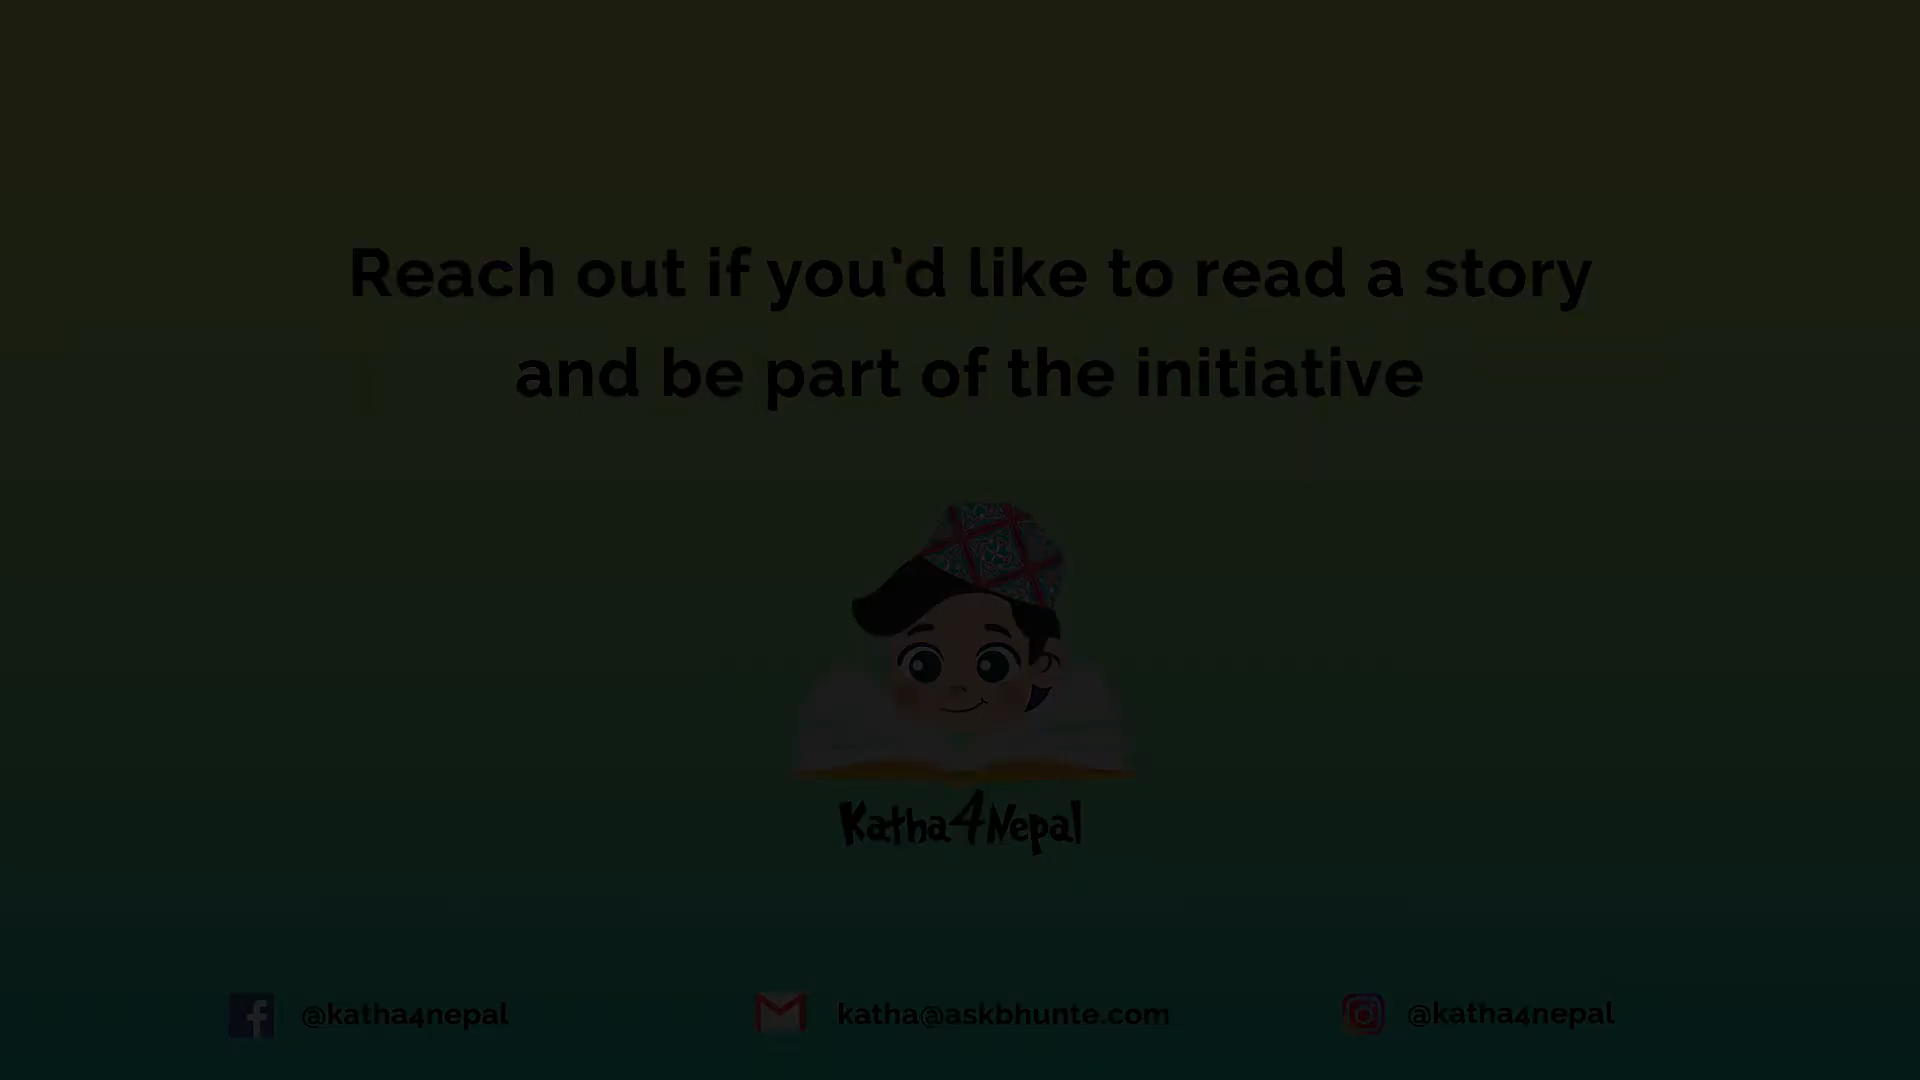 Reach out if you'd like to read a story
and be part of the initiative
Katha4Nepal
@katha4nepal
katha@askbhunte.com
@katha4nepal